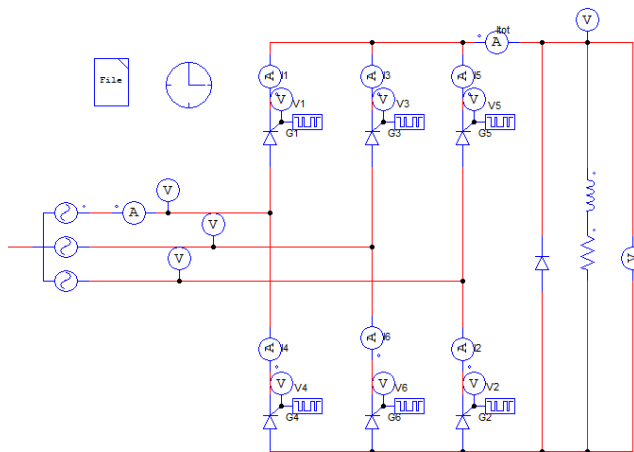 V
Itot
A
File
A I1
A I3
A I5
V V1
V V3
V V5
G1
G3
G5
V
A
V
V
V
A I4
A I6
A I2
V V4
V V6
V V2
G4
G6
G2